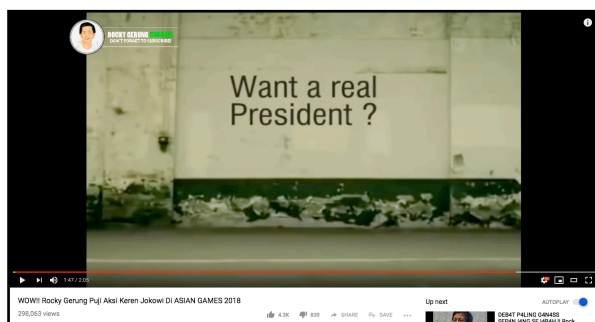 ROCKY GERUNG
DON'T FORGET TO SUBSCRIBE
Want a real
President ?
1:47 / 2:05
WOW!! Rocky Gerung Puji Aksi Keren Jokowi Di ASIAN GAMES 2018
298,063 views
4.3K
839
SHARE
SAVE
Up next
AUTOPLAY
DEB4T P4LING G4N4SS